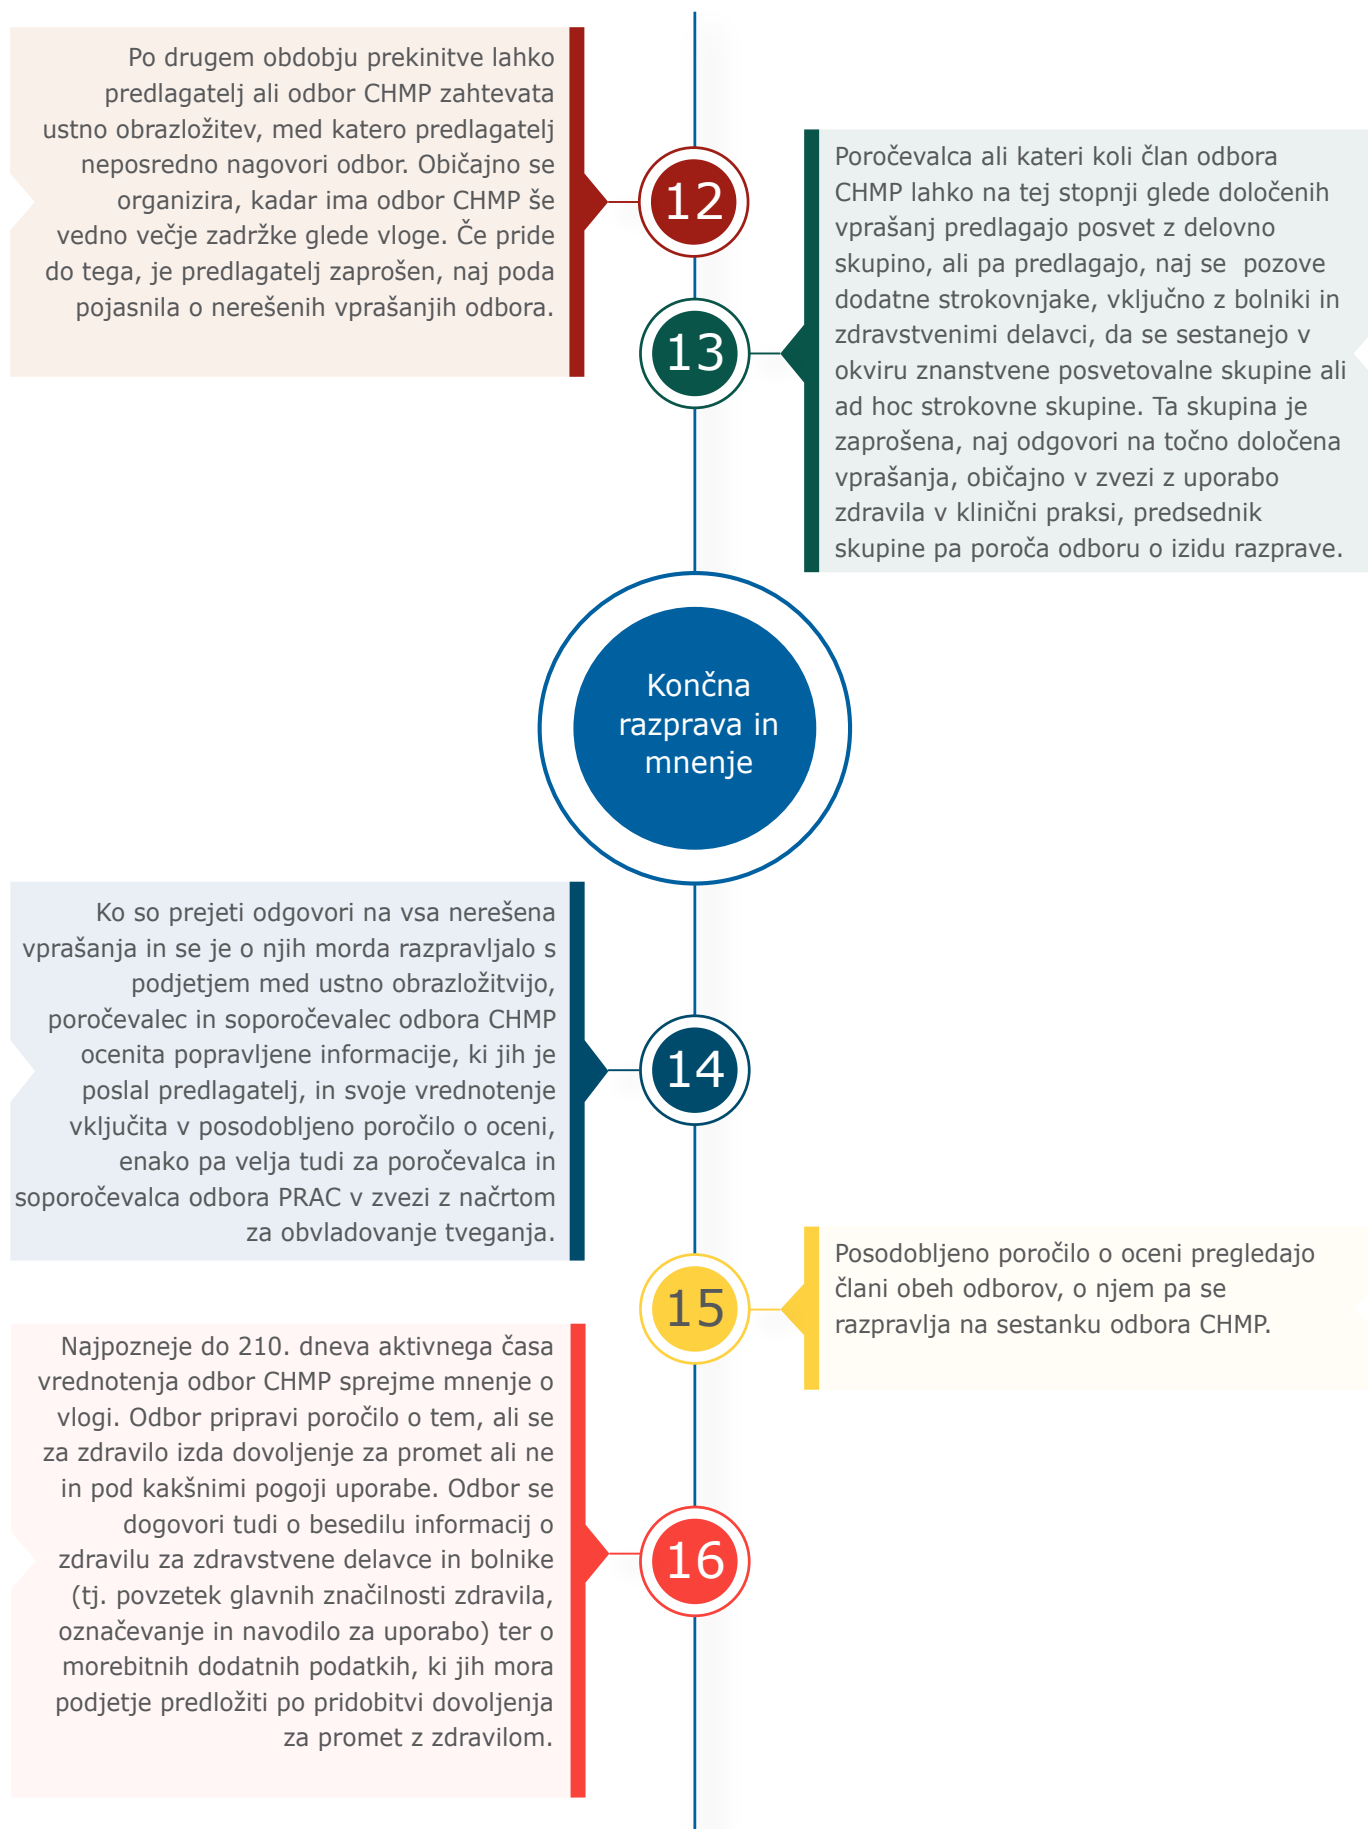 Po drugem obdobju prekinitve lahko
predlagatelj ali odbor CHMP zahtevata
ustno obrazložitev, med katero predlagatelj
neposredno nagovori odbor. Običajno se
organizira, kadar ima odbor CHMP še
vedno večje zadržke glede vloge. Če pride
do tega, je predlagatelj zaprošen, naj poda
pojasnila o nerešenih vprašanjih odbora.
12
13
Poročevalca ali kateri koli član odbora
CHMP lahko na tej stopnji glede določenih
vprašanj predlagajo posvet z delovno
skupino, ali pa predlagajo, naj se  pozove
dodatne strokovnjake, vključno z bolniki in
zdravstvenimi delavci, da se sestanejo v
okviru znanstvene posvetovalne skupine ali
ad hoc strokovne skupine. Ta skupina je
zaprošena, naj odgovori na točno določena
vprašanja, običajno v zvezi z uporabo
zdravila v klinični praksi, predsednik
skupine pa poroča odboru o izidu razprave.
Končna
razprava in
mnenje
Ko so prejeti odgovori na vsa nerešena
vprašanja in se je o njih morda razpravljalo s
podjetjem med ustno obrazložitvijo,
poročevalec in soporočevalec odbora CHMP
ocenita popravljene informacije, ki jih je
poslal predlagatelj, in svoje vrednotenje
vključita v posodobljeno poročilo o oceni,
enako pa velja tudi za poročevalca in
soporočevalca odbora PRAC v zvezi z načrtom
za obvladovanje tveganja.
14
15
Posodobljeno poročilo o oceni pregledajo
člani obeh odborov, o njem pa se
razpravlja na sestanku odbora CHMP.
Najpozneje do 210. dneva aktivnega časa
vrednotenja odbor CHMP sprejme mnenje o
vlogi. Odbor pripravi poročilo o tem, ali se
za zdravilo izda dovoljenje za promet ali ne
in pod kakšnimi pogoji uporabe. Odbor se
dogovori tudi o besedilu informacij o
zdravilu za zdravstvene delavce in bolnike
(tj. povzetek glavnih značilnosti zdravila,
označevanje in navodilo za uporabo) ter o
morebitnih dodatnih podatkih, ki jih mora
podjetje predložiti po pridobitvi dovoljenja
za promet z zdravilom.
16